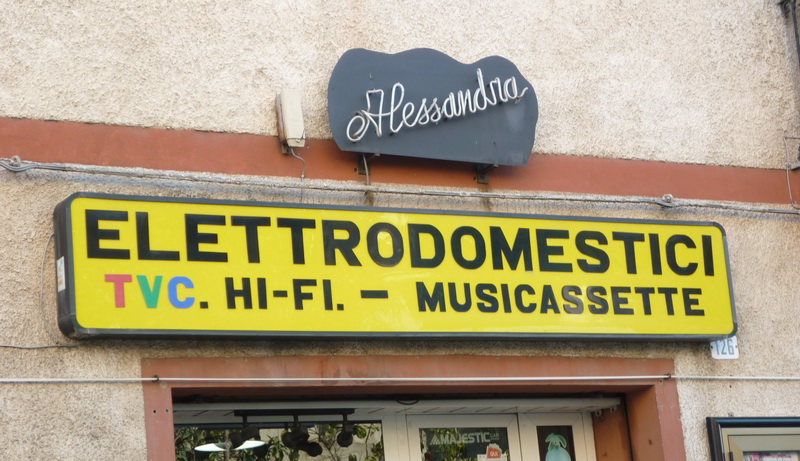 Alessandra
ELETTRODOMESTICI
TVC. HI-FI. - MUSICASSETTE
126
MAJESTIC